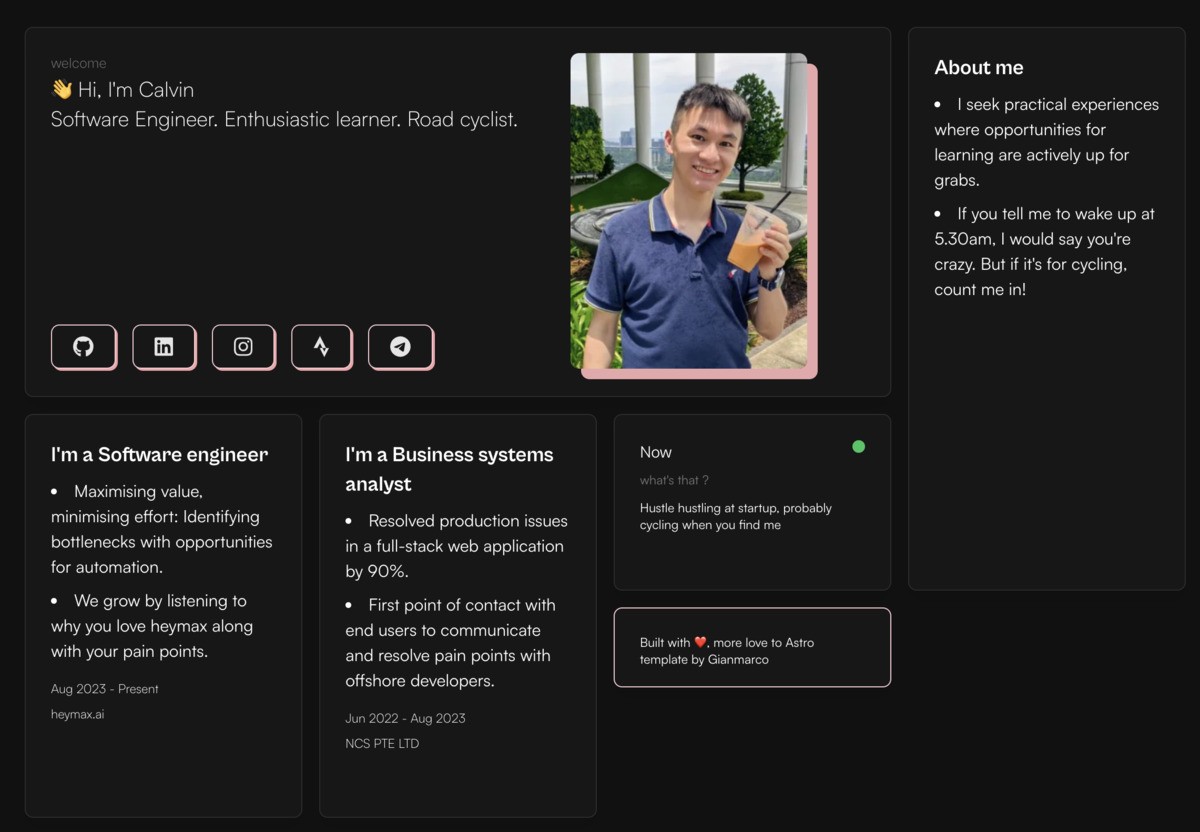 welcome
👋 Hi, I'm Calvin
Software Engineer. Enthusiastic learner. Road cyclist.
About me
• I seek practical experiences
where opportunities for
learning are actively up for
grabs.
• If you tell me to wake up at
5.30am, I would say you're
crazy. But if it's for cycling,
count me in!
I'm a Software engineer
• Maximising value,
minimising effort: Identifying
bottlenecks with opportunities
for automation.
• We grow by listening to
why you love heymax along
with your pain points.
Aug 2023 - Present
heymax.ai
I'm a Business systems
analyst
• Resolved production issues
in a full-stack web application
by 90%.
• First point of contact with
end users to communicate
and resolve pain points with
offshore developers.
Jun 2022 - Aug 2023
NCS PTE LTD
Now
what's that ?
Hustle hustling at startup, probably
cycling when you find me
Built with ❤️, more love to Astro
template by Gianmarco